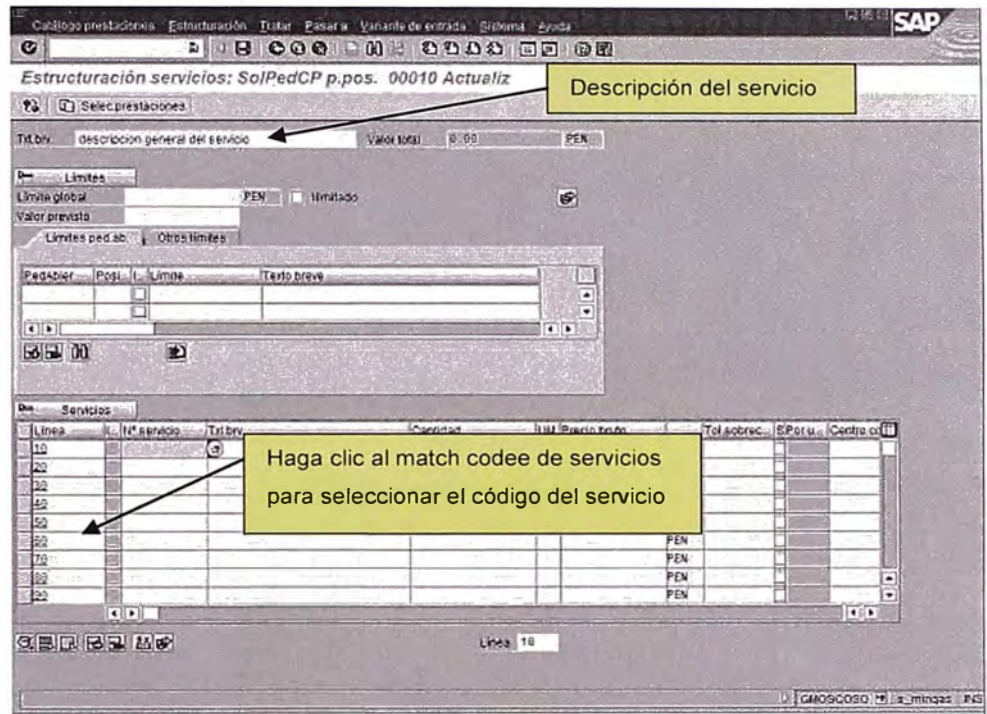 Catálogo prestaciones Estructuración Tratar Pasar a Variante de entrada Sistema Ayuda
SAP
Estructuración servicios: SolPedCP p.pos. 00010 Actualiz
Selec.prestaciones
Descripción del servicio
Txt.brv. descripcion general del servicio Valor total 0.00 PEN
Límites
Límite global PEN Ilimitado
Valor previsto
Límites ped.ab. Otros límites
PedAbier Posi. L. Límite Texto breve
Servicios
Línea Nº servicio Txt.brv. Cantidad UM Precio bruto Tol.sobrec. Centro
10
20
30
40
50
60 PEN
70 PEN
80 PEN
90 PEN
Haga clic al match codee de servicios
para seleccionar el código del servicio
Línea 10
GMOSCOSO s_mingas INS